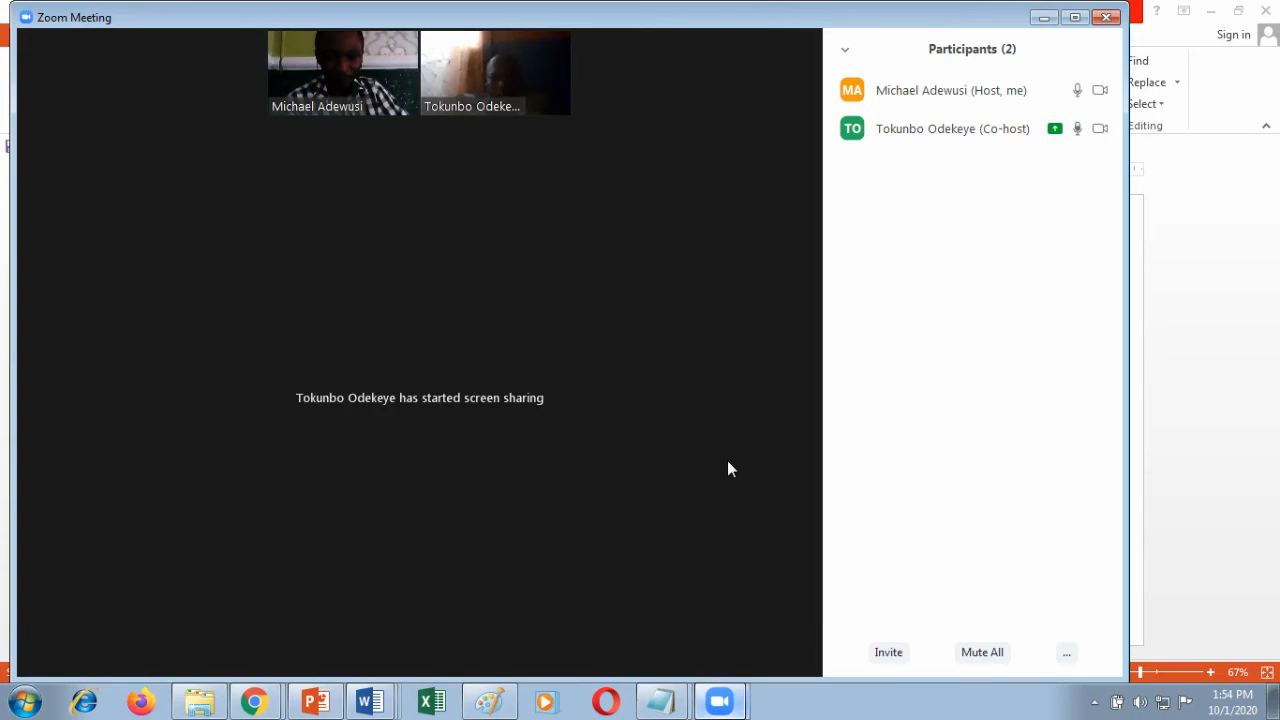 Zoom Meeting
Michael Adewusi
Tokunbo Odeke...
Participants (2)
MA
Michael Adewusi (Host, me)
TO
Tokunbo Odekeye (Co-host)
Tokunbo Odekeye has started screen sharing
Invite
Mute All
...
?
Sign in
Find
Replace
Select
Editing
67%
1:54 PM
10/1/2020